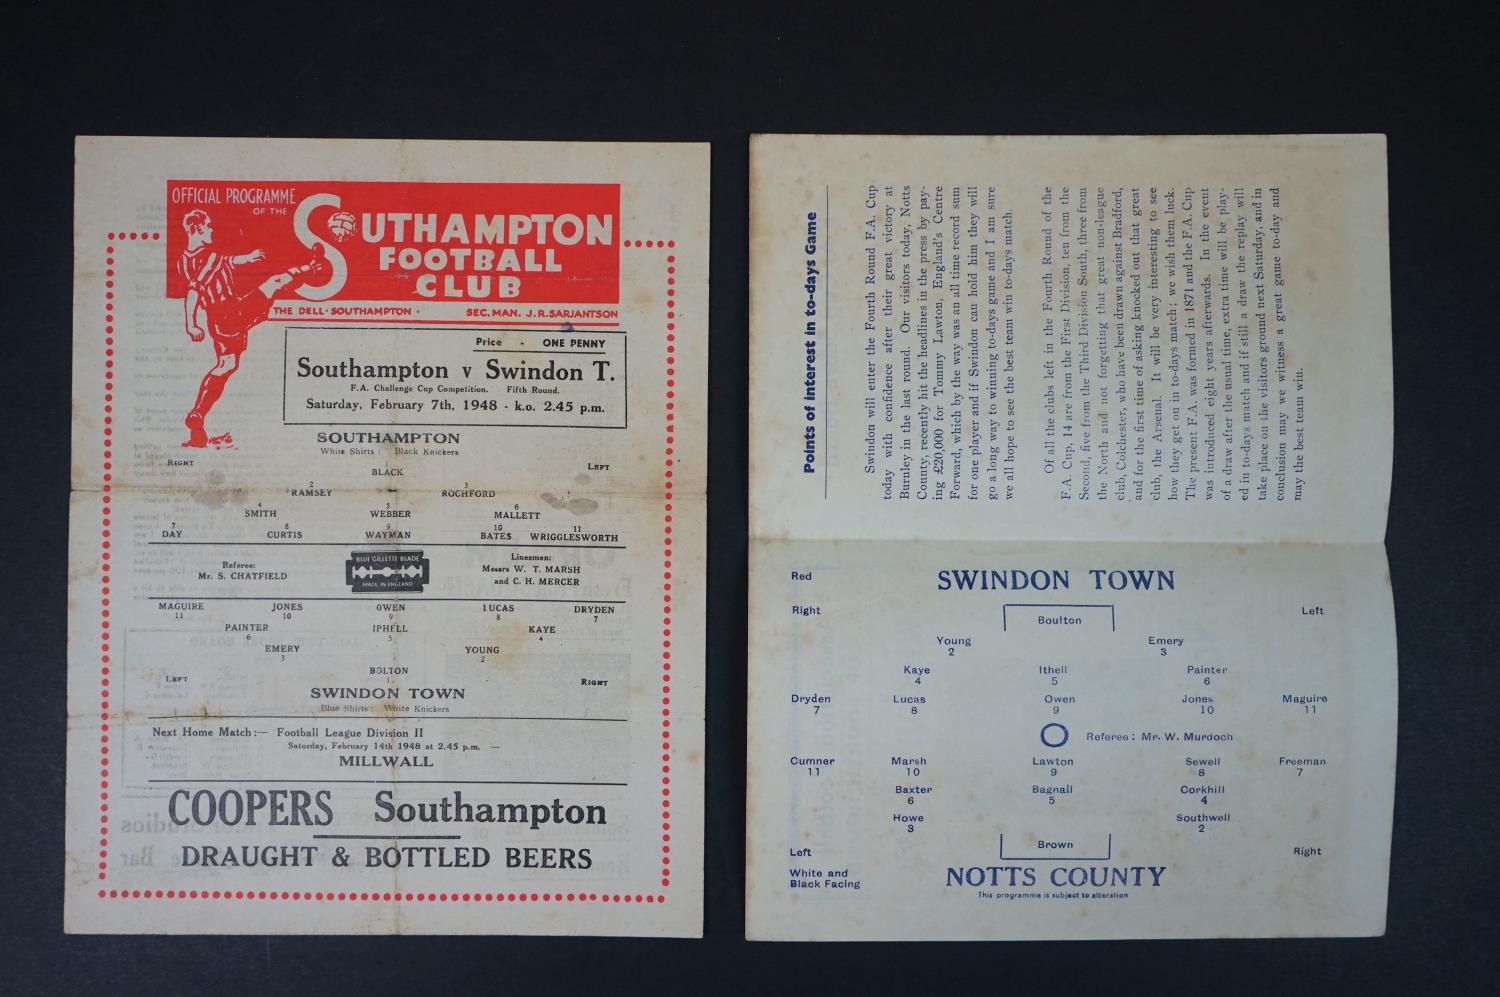 OFFICIAL PROGRAMME
OF THE
SOUTHAMPTON
FOOTBALL
CLUB
THE DELL · SOUTHAMPTON · SEC. MAN. J.R. SARJANTSON
Price - ONE PENNY
Southampton v Swindon T.
F.A. Challenge Cup Competition. Fifth Round.
Saturday, February 7th, 1948 - k.o. 2.45 p.m.
SOUTHAMPTON
White Shirts: Black Knickers
RIGHT LEFT
1
BLACK
2 3
RAMSEY ROCHFORD
4 5 6
SMITH WEBBER MALLETT
7 8 9 10 11
DAY CURTIS WAYMAN BATES WRIGGLESWORTH
Referee:
Mr. S. CHATFIELD
BLUE GILLETTE BLADE
MADE IN ENGLAND
Linesmen:
Messrs W. T. MARSH
and C. H. MERCER
MAGUIRE JONES OWEN LUCAS DRYDEN
11 10 9 8 7
PAINTER IPHELL KAYE
6 5 4
EMERY YOUNG
3 2
BOLTON
1
LEFT RIGHT
SWINDON TOWN
Blue Shirts: White Knickers
Next Home Match:— Football League Division II
Saturday, February 14th 1948 at 2.45 p.m. —
MILLWALL
COOPERS Southampton
DRAUGHT & BOTTLED BEERS
Points of interest in to-days Game
Swindon will enter the Fourth Round F.A. Cup
today with confidence after their great victory at
Burnley in the last round. Our visitors today, Notts
County, recently hit the headlines in the press by pay-
ing £20,000 for Tommy Lawton, England's Centre
Forward, which by the way was an all time record sum
for one player and if Swindon can hold him they will
go a long way to winning to-days game and I am sure
we all hope to see the best team win to-days match.
Of all the clubs left in the Fourth Round of the
F.A. Cup, 14 are from the First Division, ten from the
Second, five from the Third Division South, three from
the North and not forgetting that great non-league
club, Colchester, who have been drawn against Bradford,
and for the first time of asking knocked out that great
club, the Arsenal. It will be very interesting to see
how they get on in to-days match; we wish them luck.
The present F.A. was formed in 1871 and the F.A. Cup
was introduced eight years afterwards. In the event
of a draw after the usual time, extra time will be play-
ed in to-days match and if still a draw the replay will
take place on the visitors ground next Saturday, and in
conclusion may we witness a great game to-day and
may the best team win.
Red
SWINDON TOWN
Right Left
Boulton
Young Emery
2 3
Kaye Ithell Painter
4 5 6
Dryden Lucas Owen Jones Maguire
7 8 9 10 11
Referee: Mr. W. Murdoch
Cumner Marsh Lawton Sewell Freeman
11 10 9 8 7
Baxter Bagnall Corkhill
6 5 4
Howe Southwell
3 2
Brown
Left Right
White and
Black Facing
NOTTS COUNTY
This programme is subject to alteration